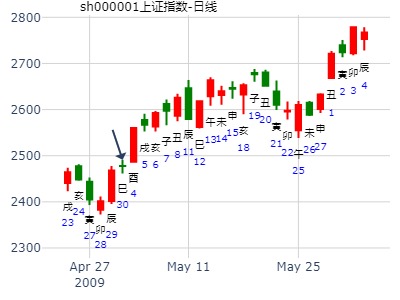 sh000001上证指数-日线
2800
2700
2600
2500
2400
2300
戌
23
亥
24
寅
27
卯
28
辰
29
巳
30
酉
4
戌
5
亥
6
子
7
丑
8
辰
11
巳
12
午
13
未
14
申
15
亥
18
子
19
丑
20
寅
21
卯
22
午
25
未
26
申
27
丑
1
寅
2
卯
3
辰
4
Apr 27
2009
May 11
May 25